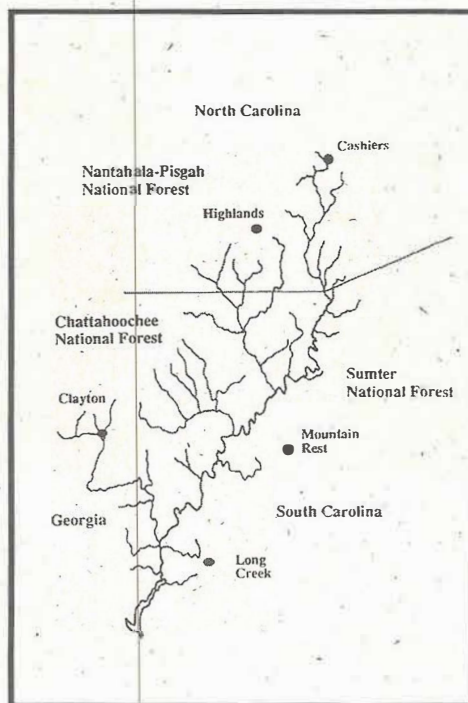 North Carolina
Cashiers
Nantahala-Pisgah
National Forest
Highlands
Chattahoochee
National Forest
Sumter
National Forest
Clayton
Mountain
Rest
Georgia
South Carolina
Long
Creek